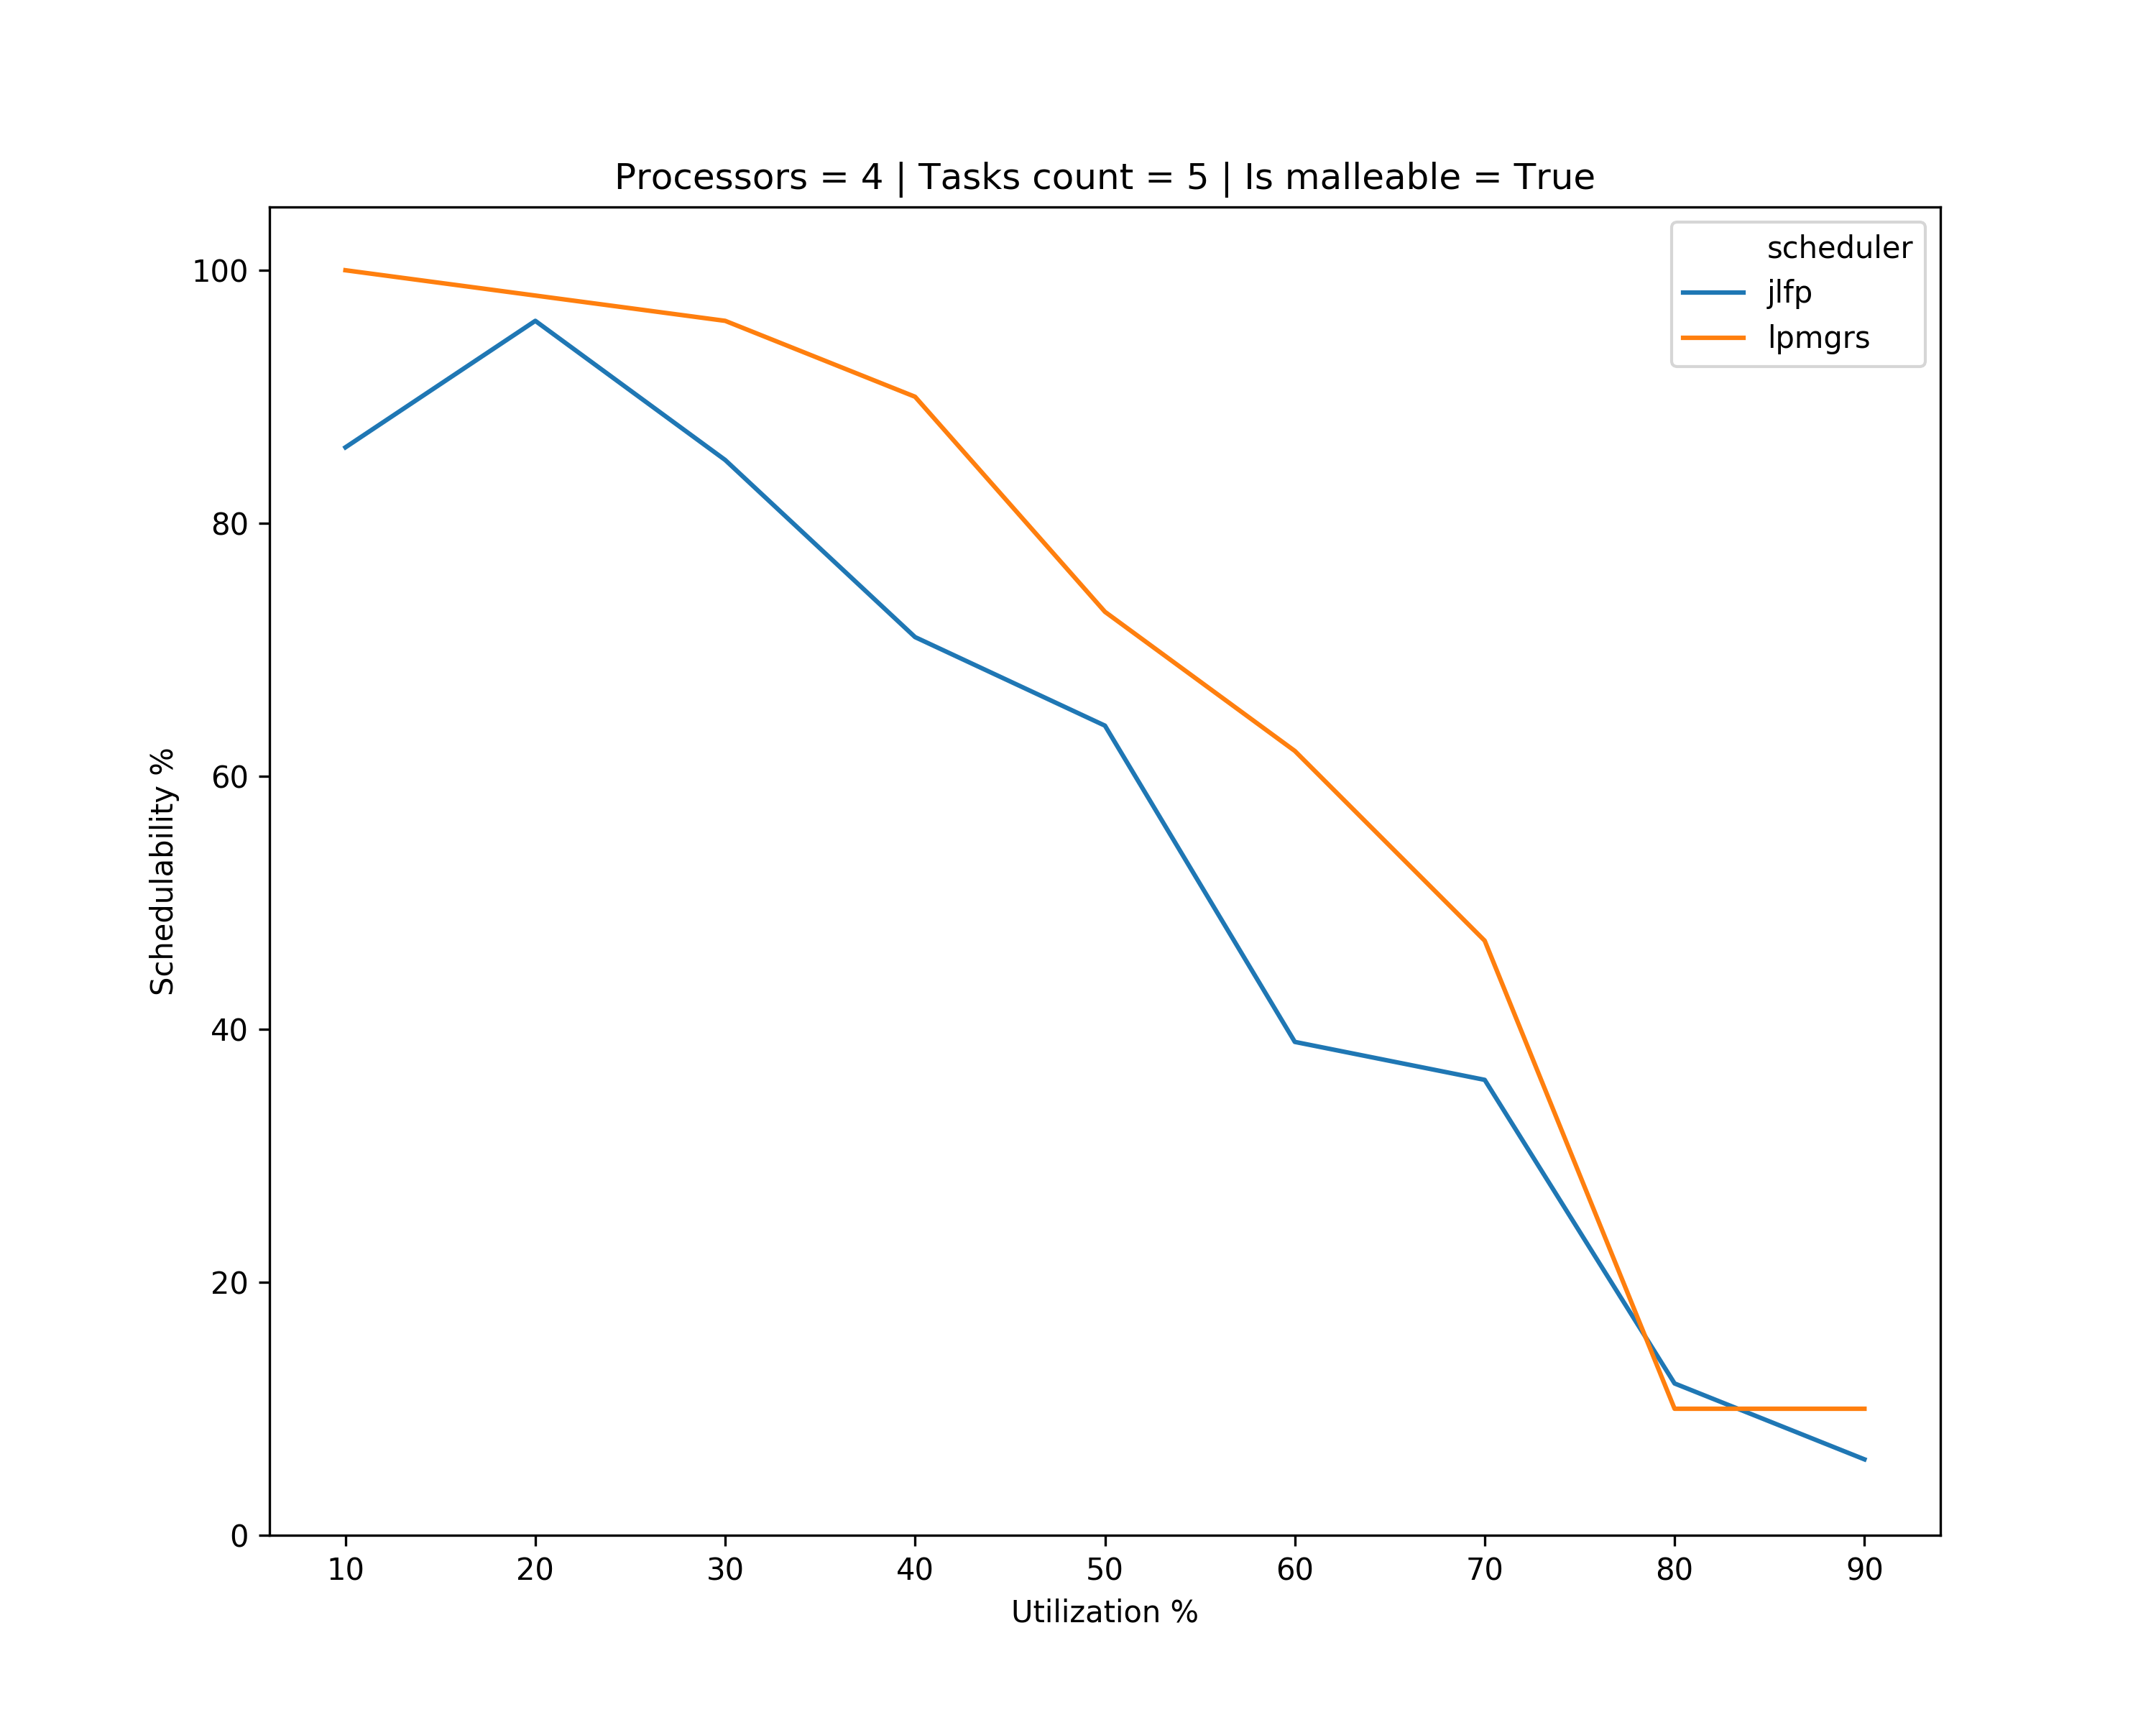 Processors = 4 | Tasks count = 5 | Is malleable = True
scheduler
jlfp
lpmgrs
Schedulability %
100
80
60
40
20
0
10 20 30 40 50 60 70 80 90
Utilization %